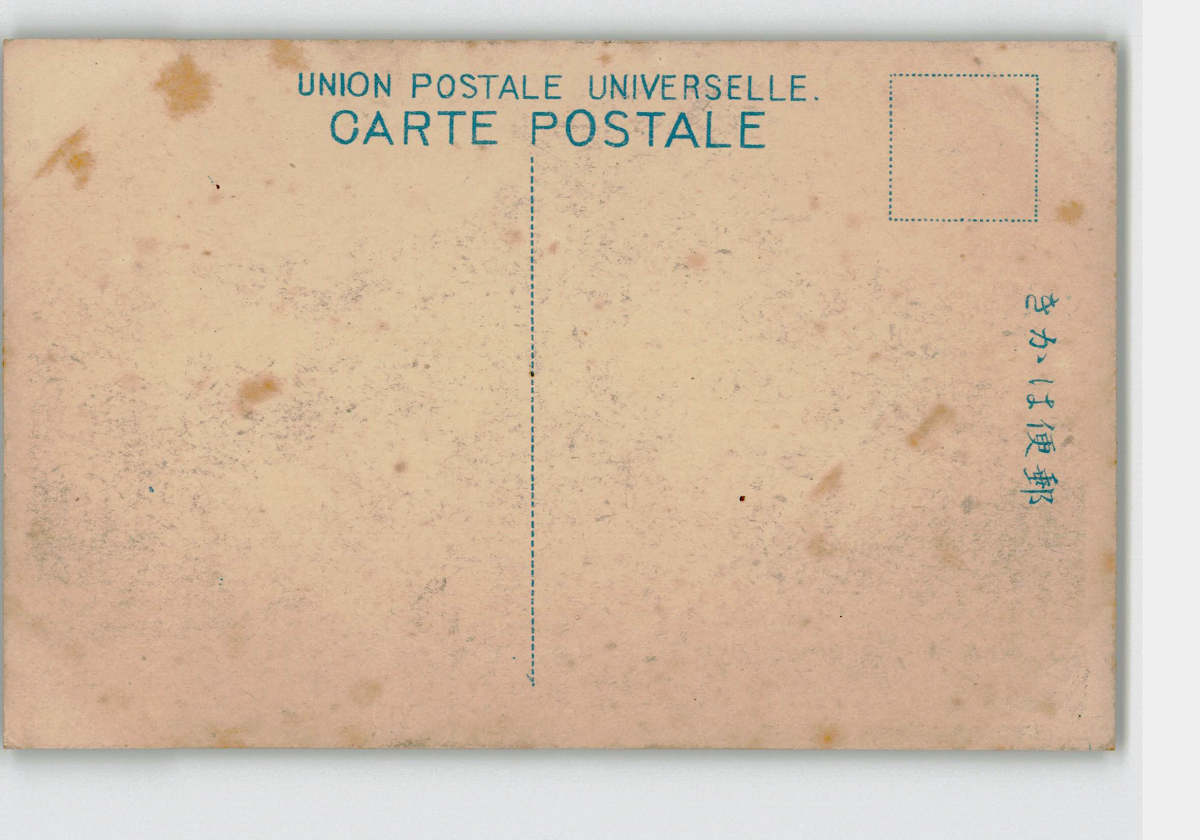 UNION POSTALE UNIVERSELLE.
CARTE POSTALE
郵便はかき